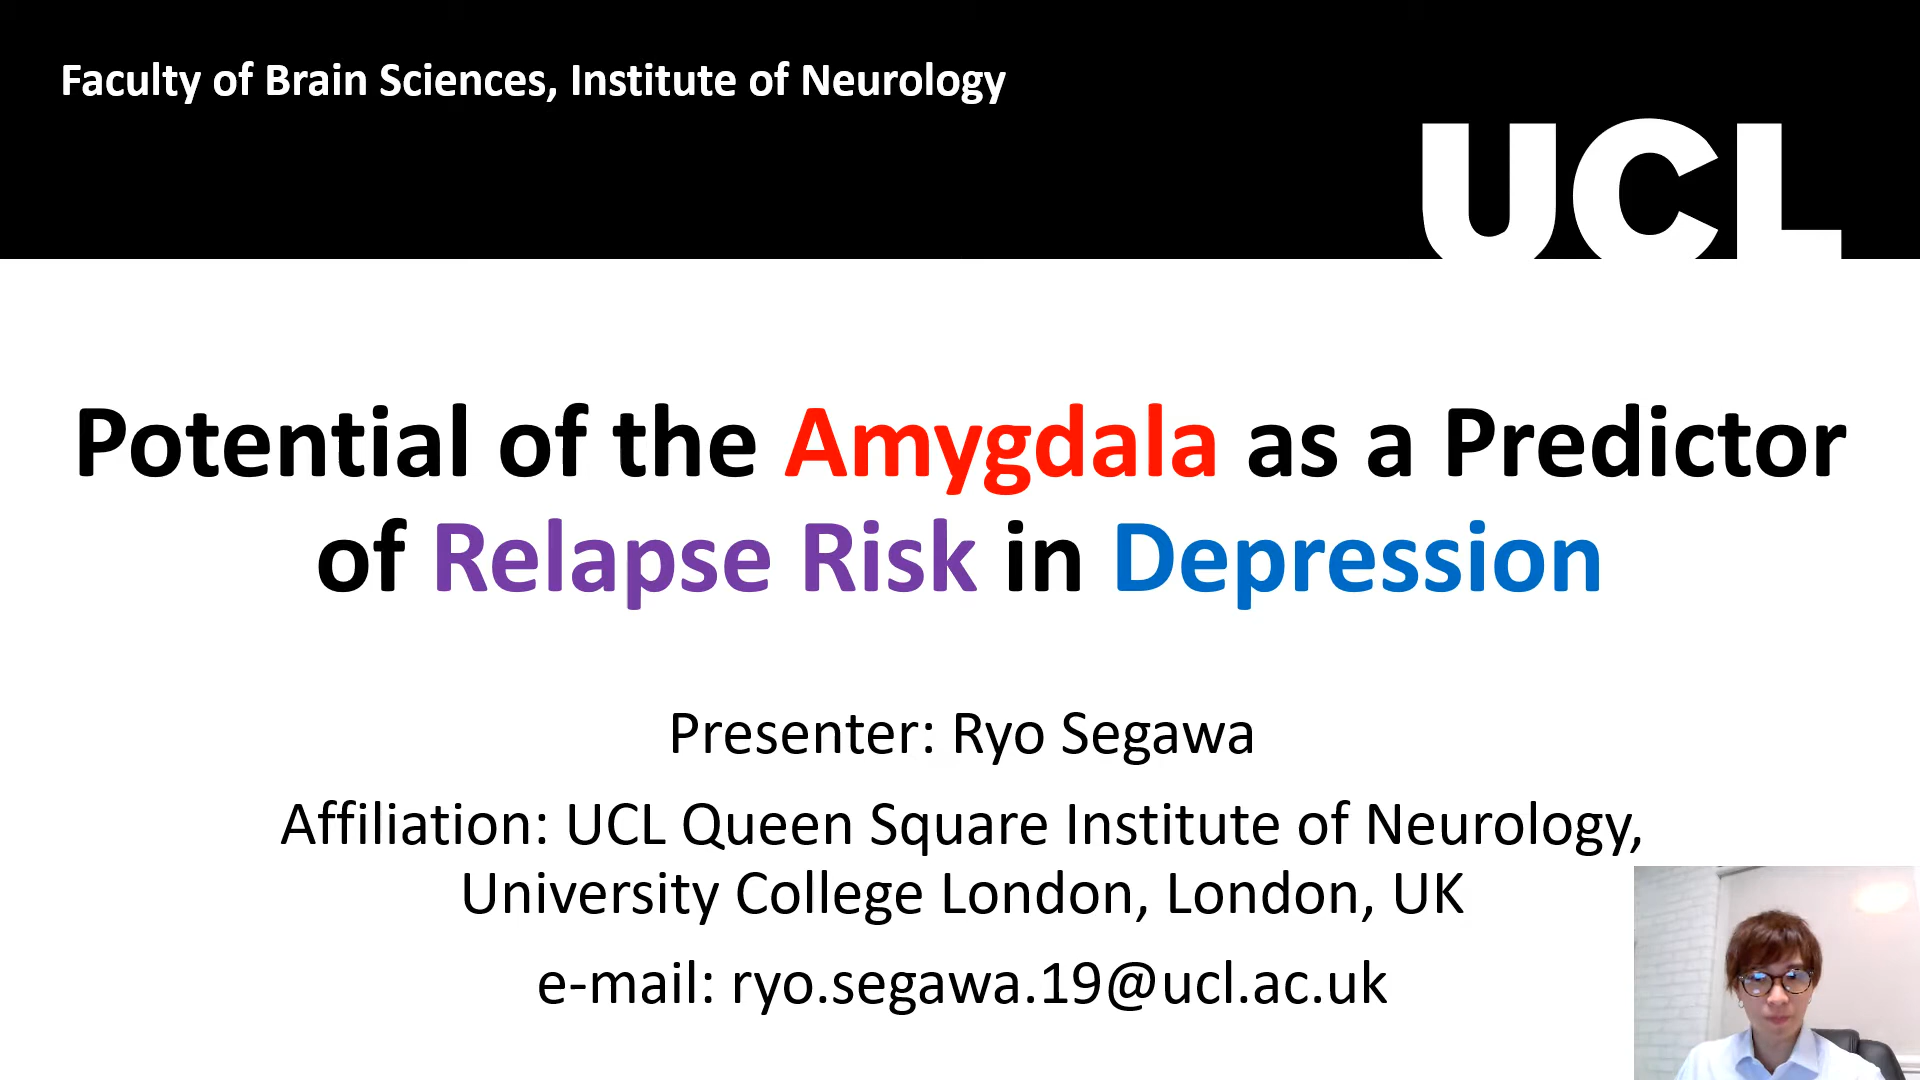 Faculty of Brain Sciences, Institute of Neurology
UCL
Potential of the Amygdala as a Predictor
of Relapse Risk in Depression
Presenter: Ryo Segawa
Affiliation: UCL Queen Square Institute of Neurology,
University College London, London, UK
e-mail: ryo.segawa.19@ucl.ac.uk